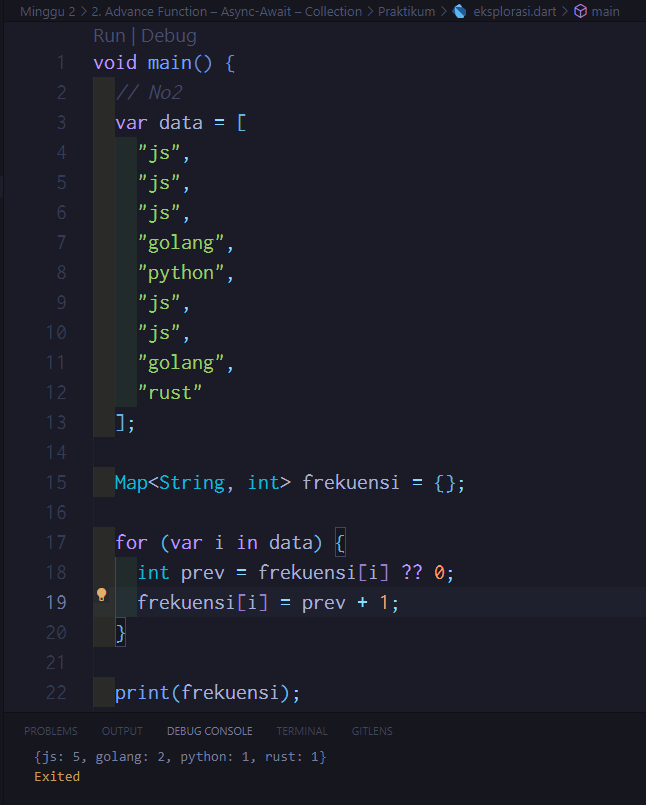 Minggu 2 > 2. Advance Function – Async-Await – Collection > Praktikum > eksplorasi.dart > main
Run | Debug
1 void main() {
2 // No2
3 var data = [
4 "js",
5 "js",
6 "js",
7 "golang",
8 "python",
9 "js",
10 "js",
11 "golang",
12 "rust"
13 ];
14
15 Map<String, int> frekuensi = {};
16
17 for (var i in data) {
18 int prev = frekuensi[i] ?? 0;
19 frekuensi[i] = prev + 1;
20 }
21
22 print(frekuensi);
PROBLEMS OUTPUT DEBUG CONSOLE TERMINAL GITLENS
{js: 5, golang: 2, python: 1, rust: 1}
Exited